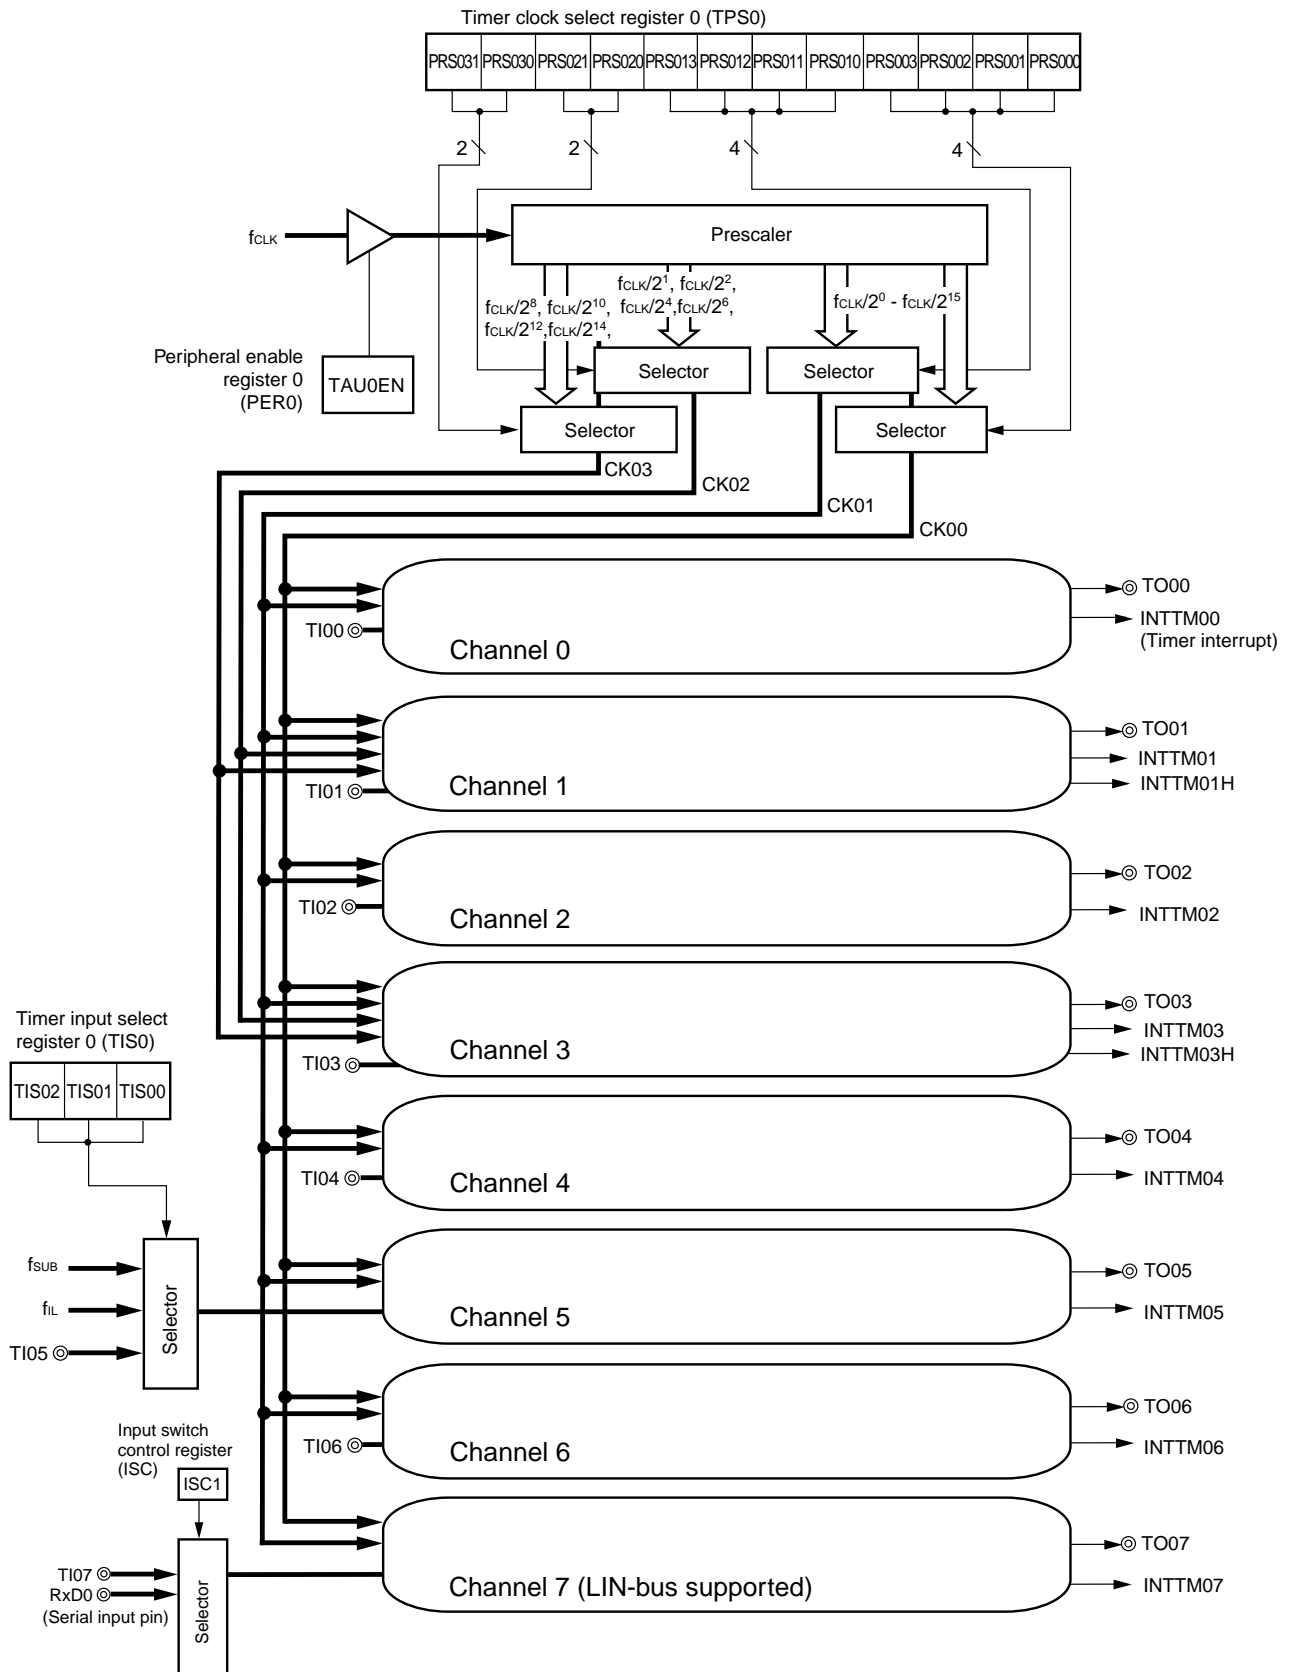 Timer clock select register 0 (TPS0)
PRS031 PRS030 PRS021 PRS020 PRS013 PRS012 PRS011 PRS010 PRS003 PRS002 PRS001 PRS000
2 2 4 4
fCLK
Prescaler
fCLK/2⁸, fCLK/2¹⁰,
fCLK/2¹²,fCLK/2¹⁴,
fCLK/2¹, fCLK/2²,
fCLK/2⁴,fCLK/2⁶,
fCLK/2⁰ - fCLK/2¹⁵
Peripheral enable
register 0
(PER0)
TAU0EN
Selector Selector
Selector Selector
CK03
CK02
CK01
CK00
TI00
Channel 0
TO00
INTTM00
(Timer interrupt)
TI01
Channel 1
TO01
INTTM01
INTTM01H
TI02
Channel 2
TO02
INTTM02
TI03
Channel 3
TO03
INTTM03
INTTM03H
Timer input select
register 0 (TIS0)
TIS02 TIS01 TIS00
TI04
Channel 4
TO04
INTTM04
fSUB
fIL
TI05
Selector
Channel 5
TO05
INTTM05
TI06
Channel 6
TO06
INTTM06
Input switch
control register
(ISC)
ISC1
TI07
RxD0
(Serial input pin)
Selector
Channel 7 (LIN-bus supported)
TO07
INTTM07